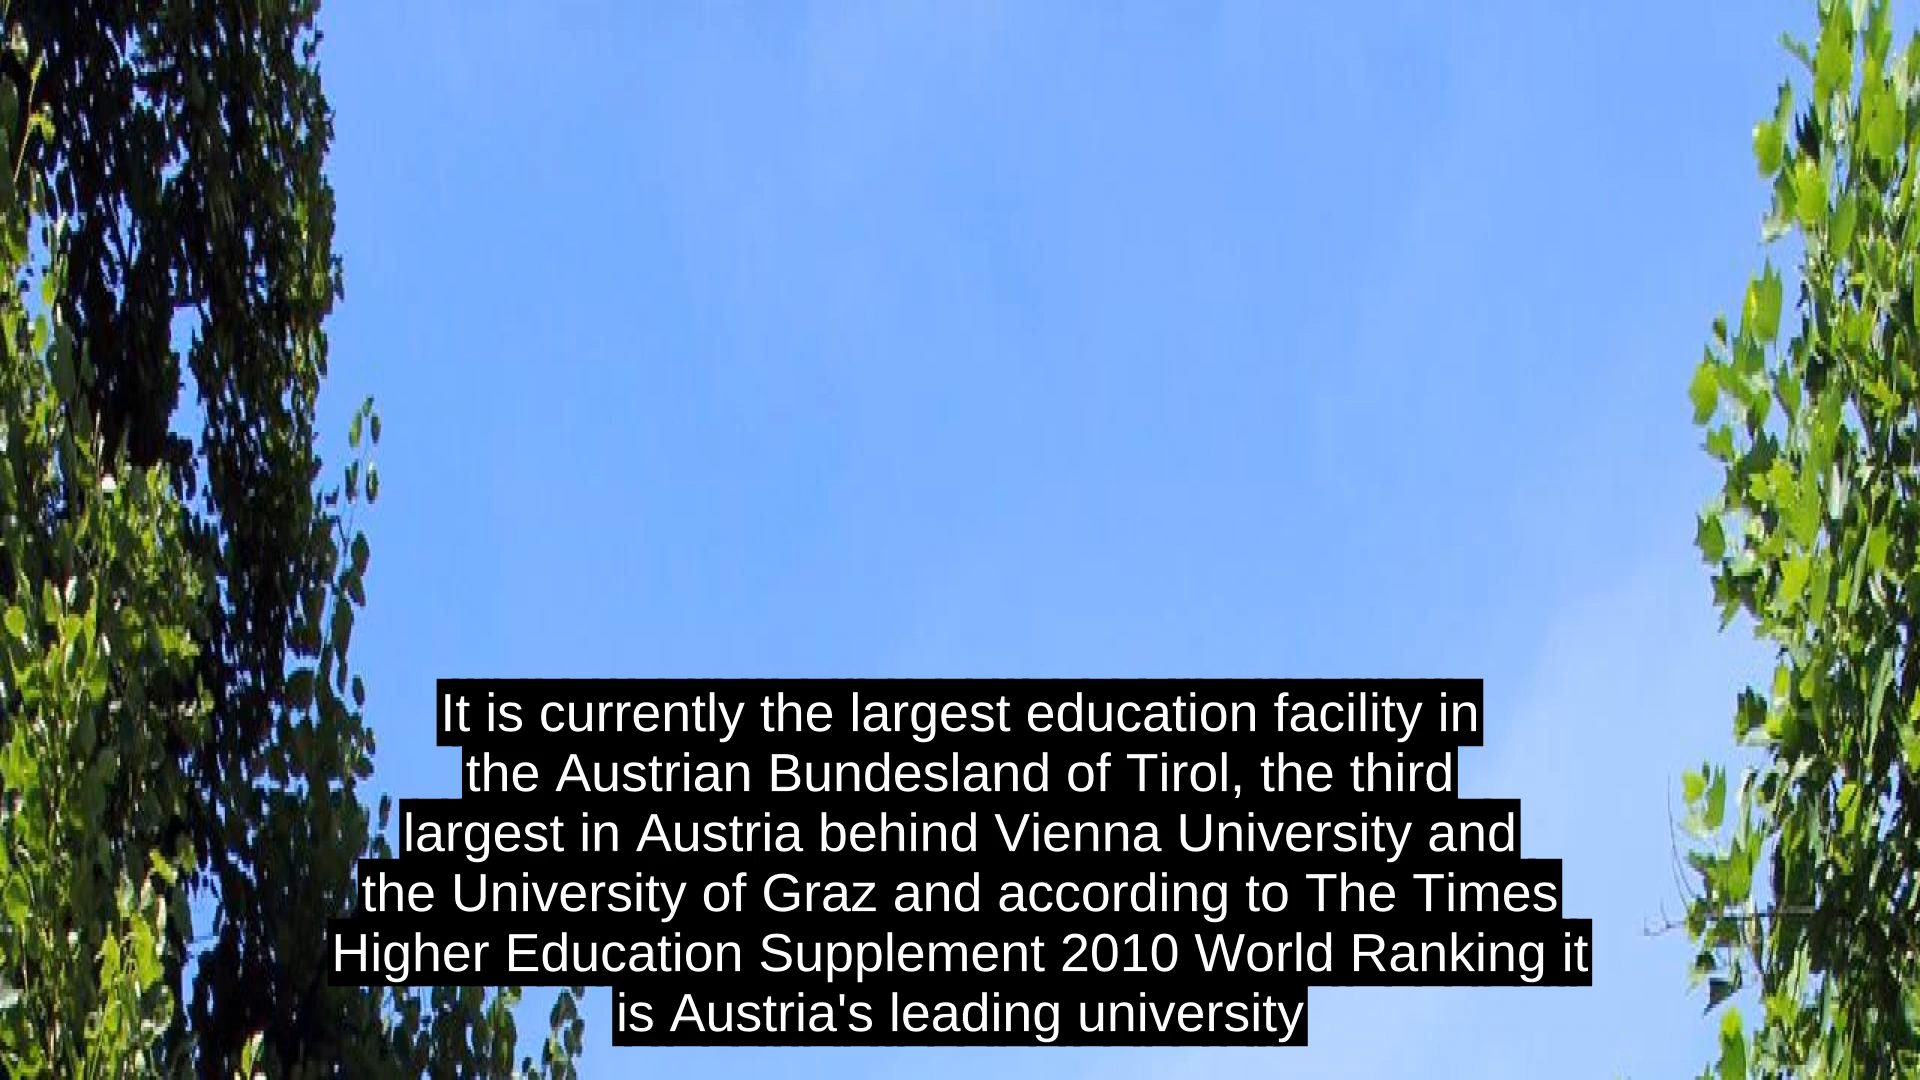 It is currently the largest education facility in
the Austrian Bundesland of Tirol, the third
largest in Austria behind Vienna University and
the University of Graz and according to The Times
Higher Education Supplement 2010 World Ranking it
is Austria's leading university